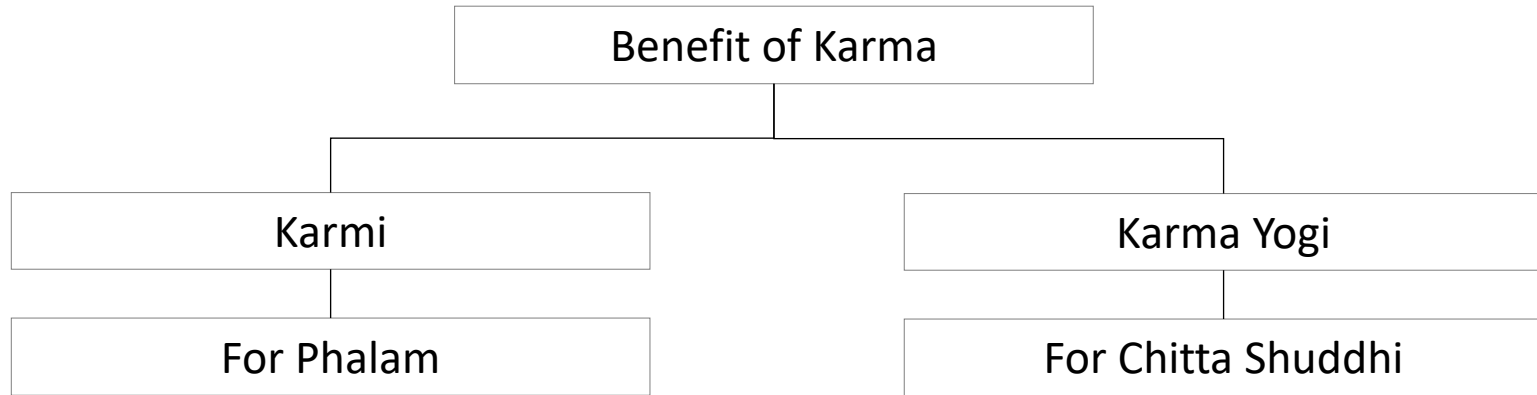 Benefit of Karma
Karmi
Karma Yogi
For Phalam
For Chitta Shuddhi